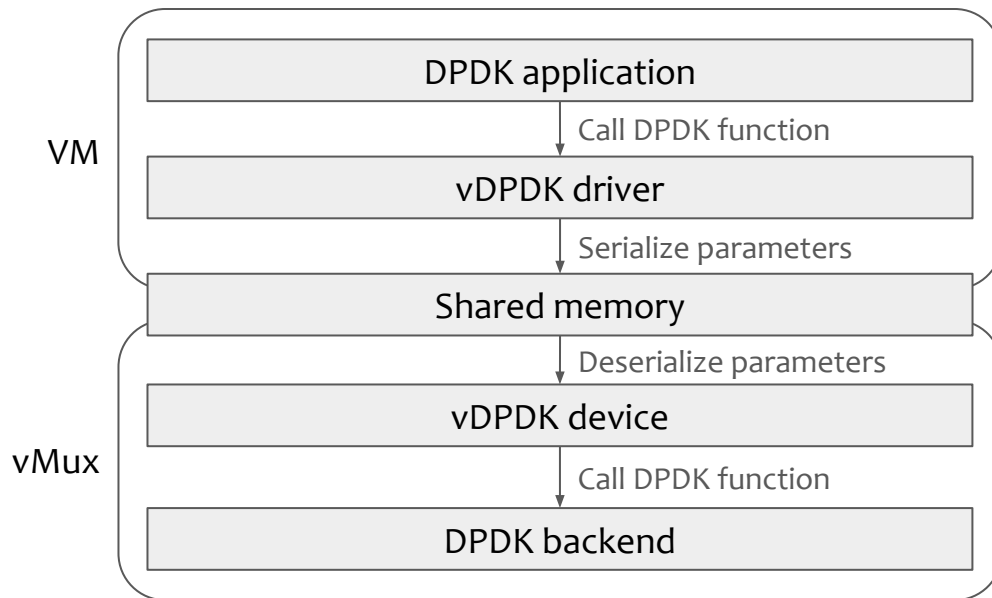 DPDK application
Call DPDK function
VM
vDPDK driver
Serialize parameters
Shared memory
Deserialize parameters
vDPDK device
vMux
Call DPDK function
DPDK backend